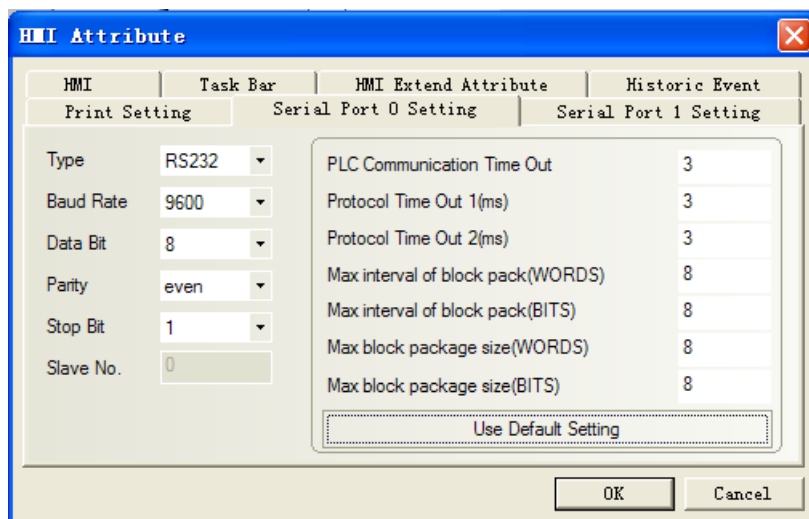 HMI Attribute
HMI Task Bar HMI Extend Attribute Historic Event
Print Setting Serial Port 0 Setting Serial Port 1 Setting
Type RS232
Baud Rate 9600
Data Bit 8
Parity even
Stop Bit 1
Slave No. 0
PLC Communication Time Out 3
Protocol Time Out 1(ms) 3
Protocol Time Out 2(ms) 3
Max interval of block pack(WORDS) 8
Max interval of block pack(BITS) 8
Max block package size(WORDS) 8
Max block package size(BITS) 8
Use Default Setting
OK Cancel